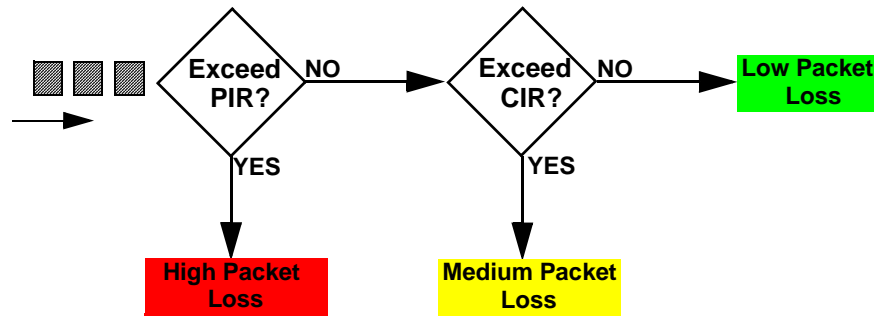 Exceed
PIR?
NO
Exceed
CIR?
NO
Low Packet
Loss
YES
YES
High Packet
Loss
Medium Packet
Loss